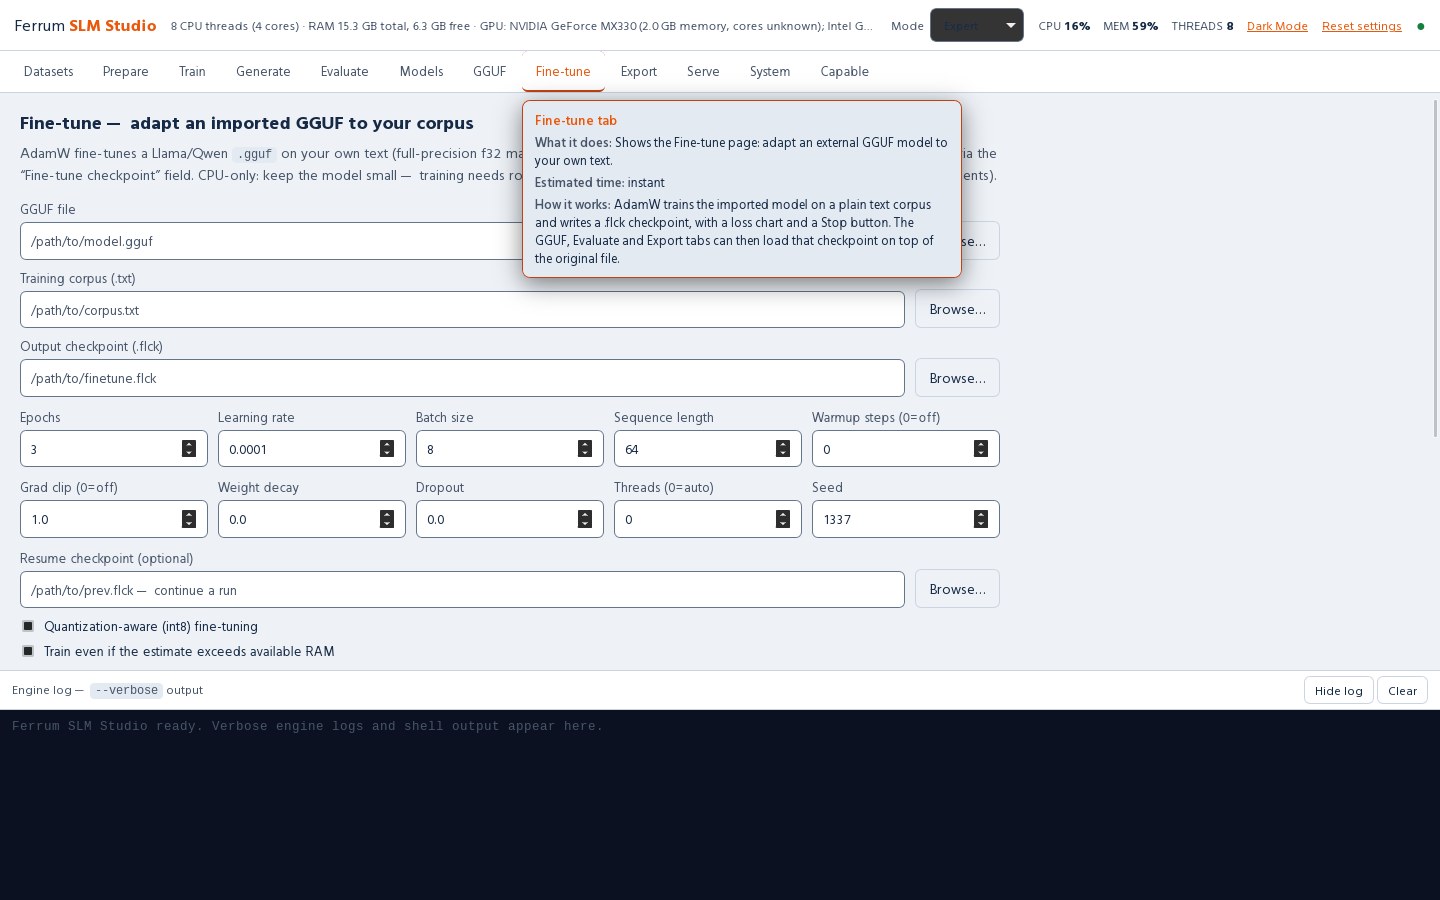 Ferrum SLM Studio
8 CPU threads (4 cores) · RAM 15.3 GB total, 6.3 GB free · GPU: NVIDIA GeForce MX330 (2.0 GB memory, cores unknown); Intel G...
Mode Expert CPU 16% MEM 59% THREADS 8 Dark Mode Reset settings
Datasets Prepare Train Generate Evaluate Models GGUF Fine-tune Export Serve System Capable
Fine-tune — adapt an imported GGUF to your corpus
AdamW fine-tunes a Llama/Qwen .gguf on your own text (full-precision f32 ma
via the
“Fine-tune checkpoint” field. CPU-only: keep the model small — training needs ro
ents).
Fine-tune tab
What it does: Shows the Fine-tune page: adapt an external GGUF model to
your own text.
Estimated time: instant
How it works: AdamW trains the imported model on a plain text corpus
and writes a .flck checkpoint, with a loss chart and a Stop button. The
GGUF, Evaluate and Export tabs can then load that checkpoint on top of
the original file.
GGUF file
/path/to/model.gguf
se...
Training corpus (.txt)
/path/to/corpus.txt
Browse...
Output checkpoint (.flck)
/path/to/finetune.flck
Browse...
Epochs Learning rate Batch size Sequence length Warmup steps (0=off)
3 0.0001 8 64 0
Grad clip (0=off) Weight decay Dropout Threads (0=auto) Seed
1.0 0.0 0.0 0 1337
Resume checkpoint (optional)
/path/to/prev.flck — continue a run
Browse...
Quantization-aware (int8) fine-tuning
Train even if the estimate exceeds available RAM
Engine log — --verbose output
Hide log Clear
Ferrum SLM Studio ready. Verbose engine logs and shell output appear here.